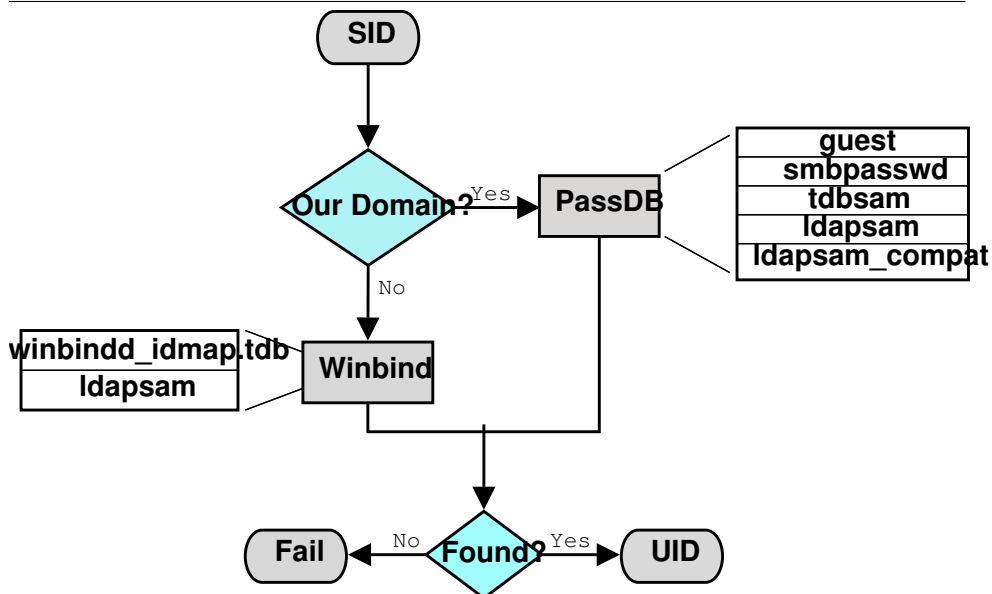 SID
Our Domain?
Yes
PassDB
guest
smbpasswd
tdbsam
ldapsam
ldapsam_compat
No
winbindd_idmap.tdb
ldapsam
Winbind
Fail
No
Found?
Yes
UID